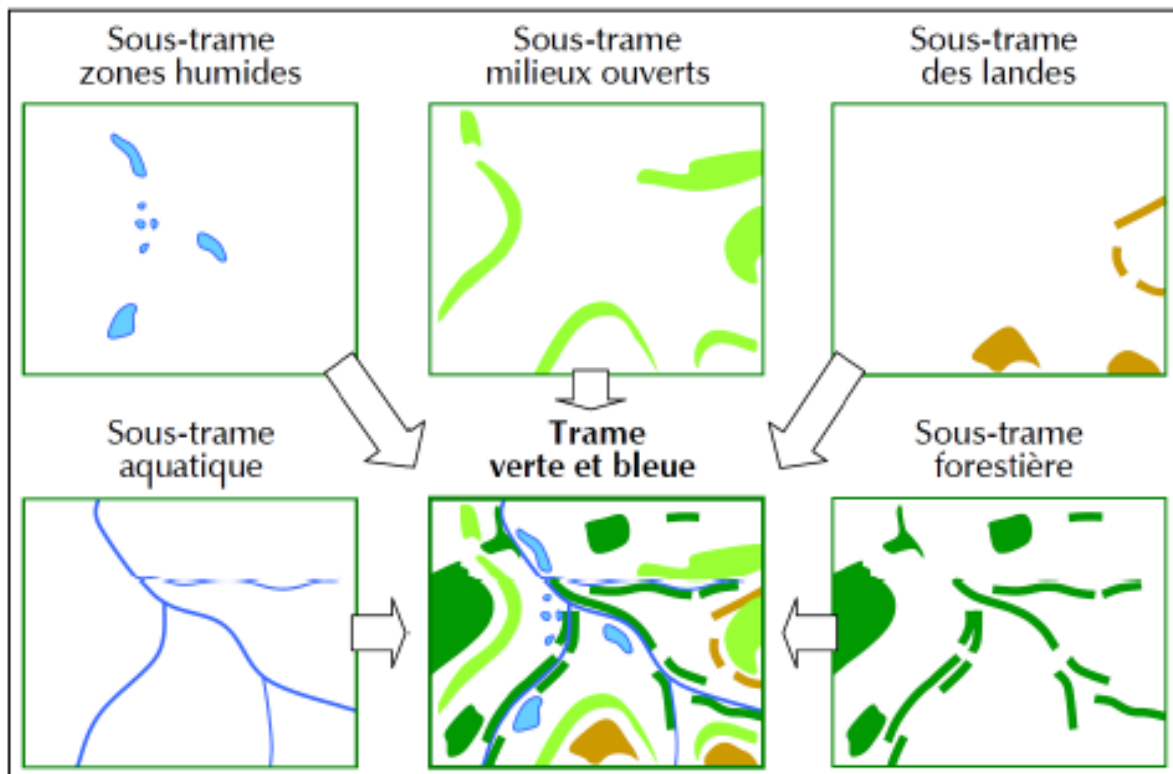 Sous-trame
zones humides
Sous-trame
milieux ouverts
Sous-trame
des landes
Sous-trame
aquatique
Trame
verte et bleue
Sous-trame
forestière